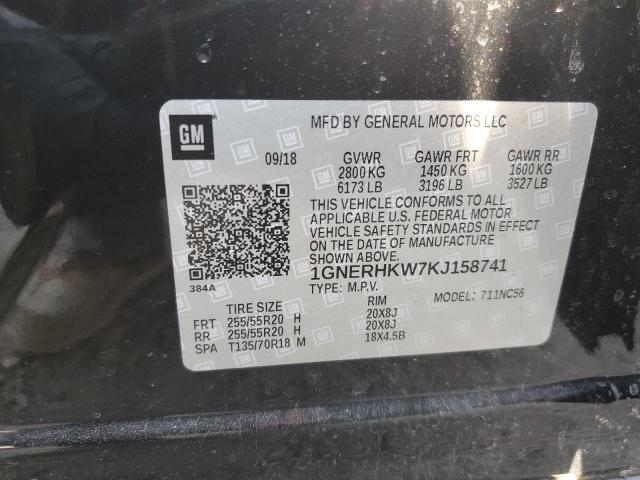 GM
MFD BY GENERAL MOTORS LLC
09/18 GVWR GAWR FRT GAWR RR
2800 KG 1450 KG 1600 KG
6173 LB 3196 LB 3527 LB
THIS VEHICLE CONFORMS TO ALL
APPLICABLE U.S. FEDERAL MOTOR
VEHICLE SAFETY STANDARDS IN EFFECT
ON THE DATE OF MANUFACTURE
SHOWN ABOVE.
1GNERHKW7KJ158741
384A
TYPE: M.P.V. MODEL: 711NC56
TIRE SIZE RIM
FRT 255/55R20 H 20X8J
RR 255/55R20 H 20X8J
SPA T135/70R18 M 18X4.5B